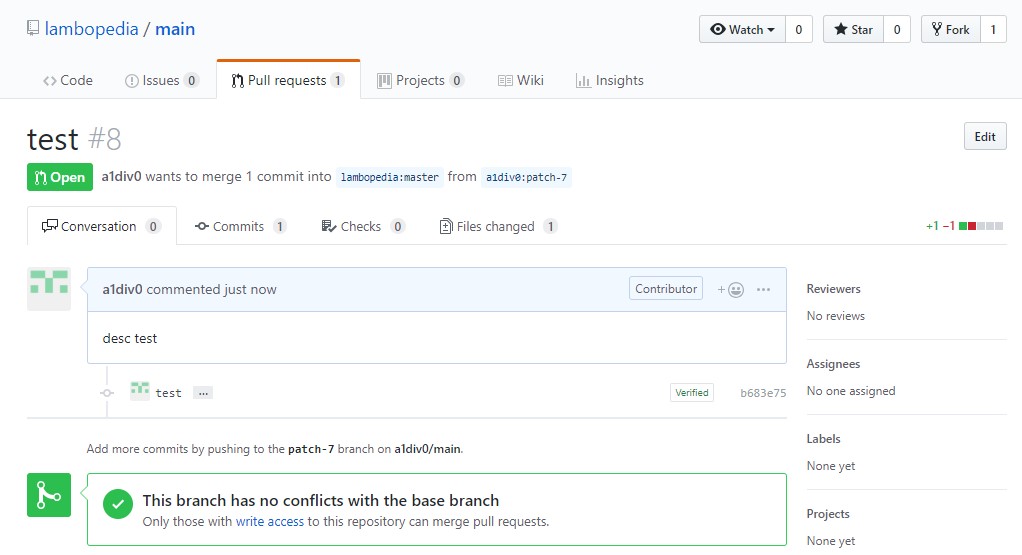 lambopedia / main
Watch 0 Star 0 Fork 1
Code Issues 0 Pull requests 1 Projects 0 Wiki Insights
test #8
Edit
Open a1div0 wants to merge 1 commit into lambopedia:master from a1div0:patch-7
Conversation 0 Commits 1 Checks 0 Files changed 1 +1 −1
a1div0 commented just now
Contributor
desc test
test ... Verified b683e75
Add more commits by pushing to the patch-7 branch on a1div0/main.
This branch has no conflicts with the base branch
Only those with write access to this repository can merge pull requests.
Reviewers
No reviews
Assignees
No one assigned
Labels
None yet
Projects
None yet